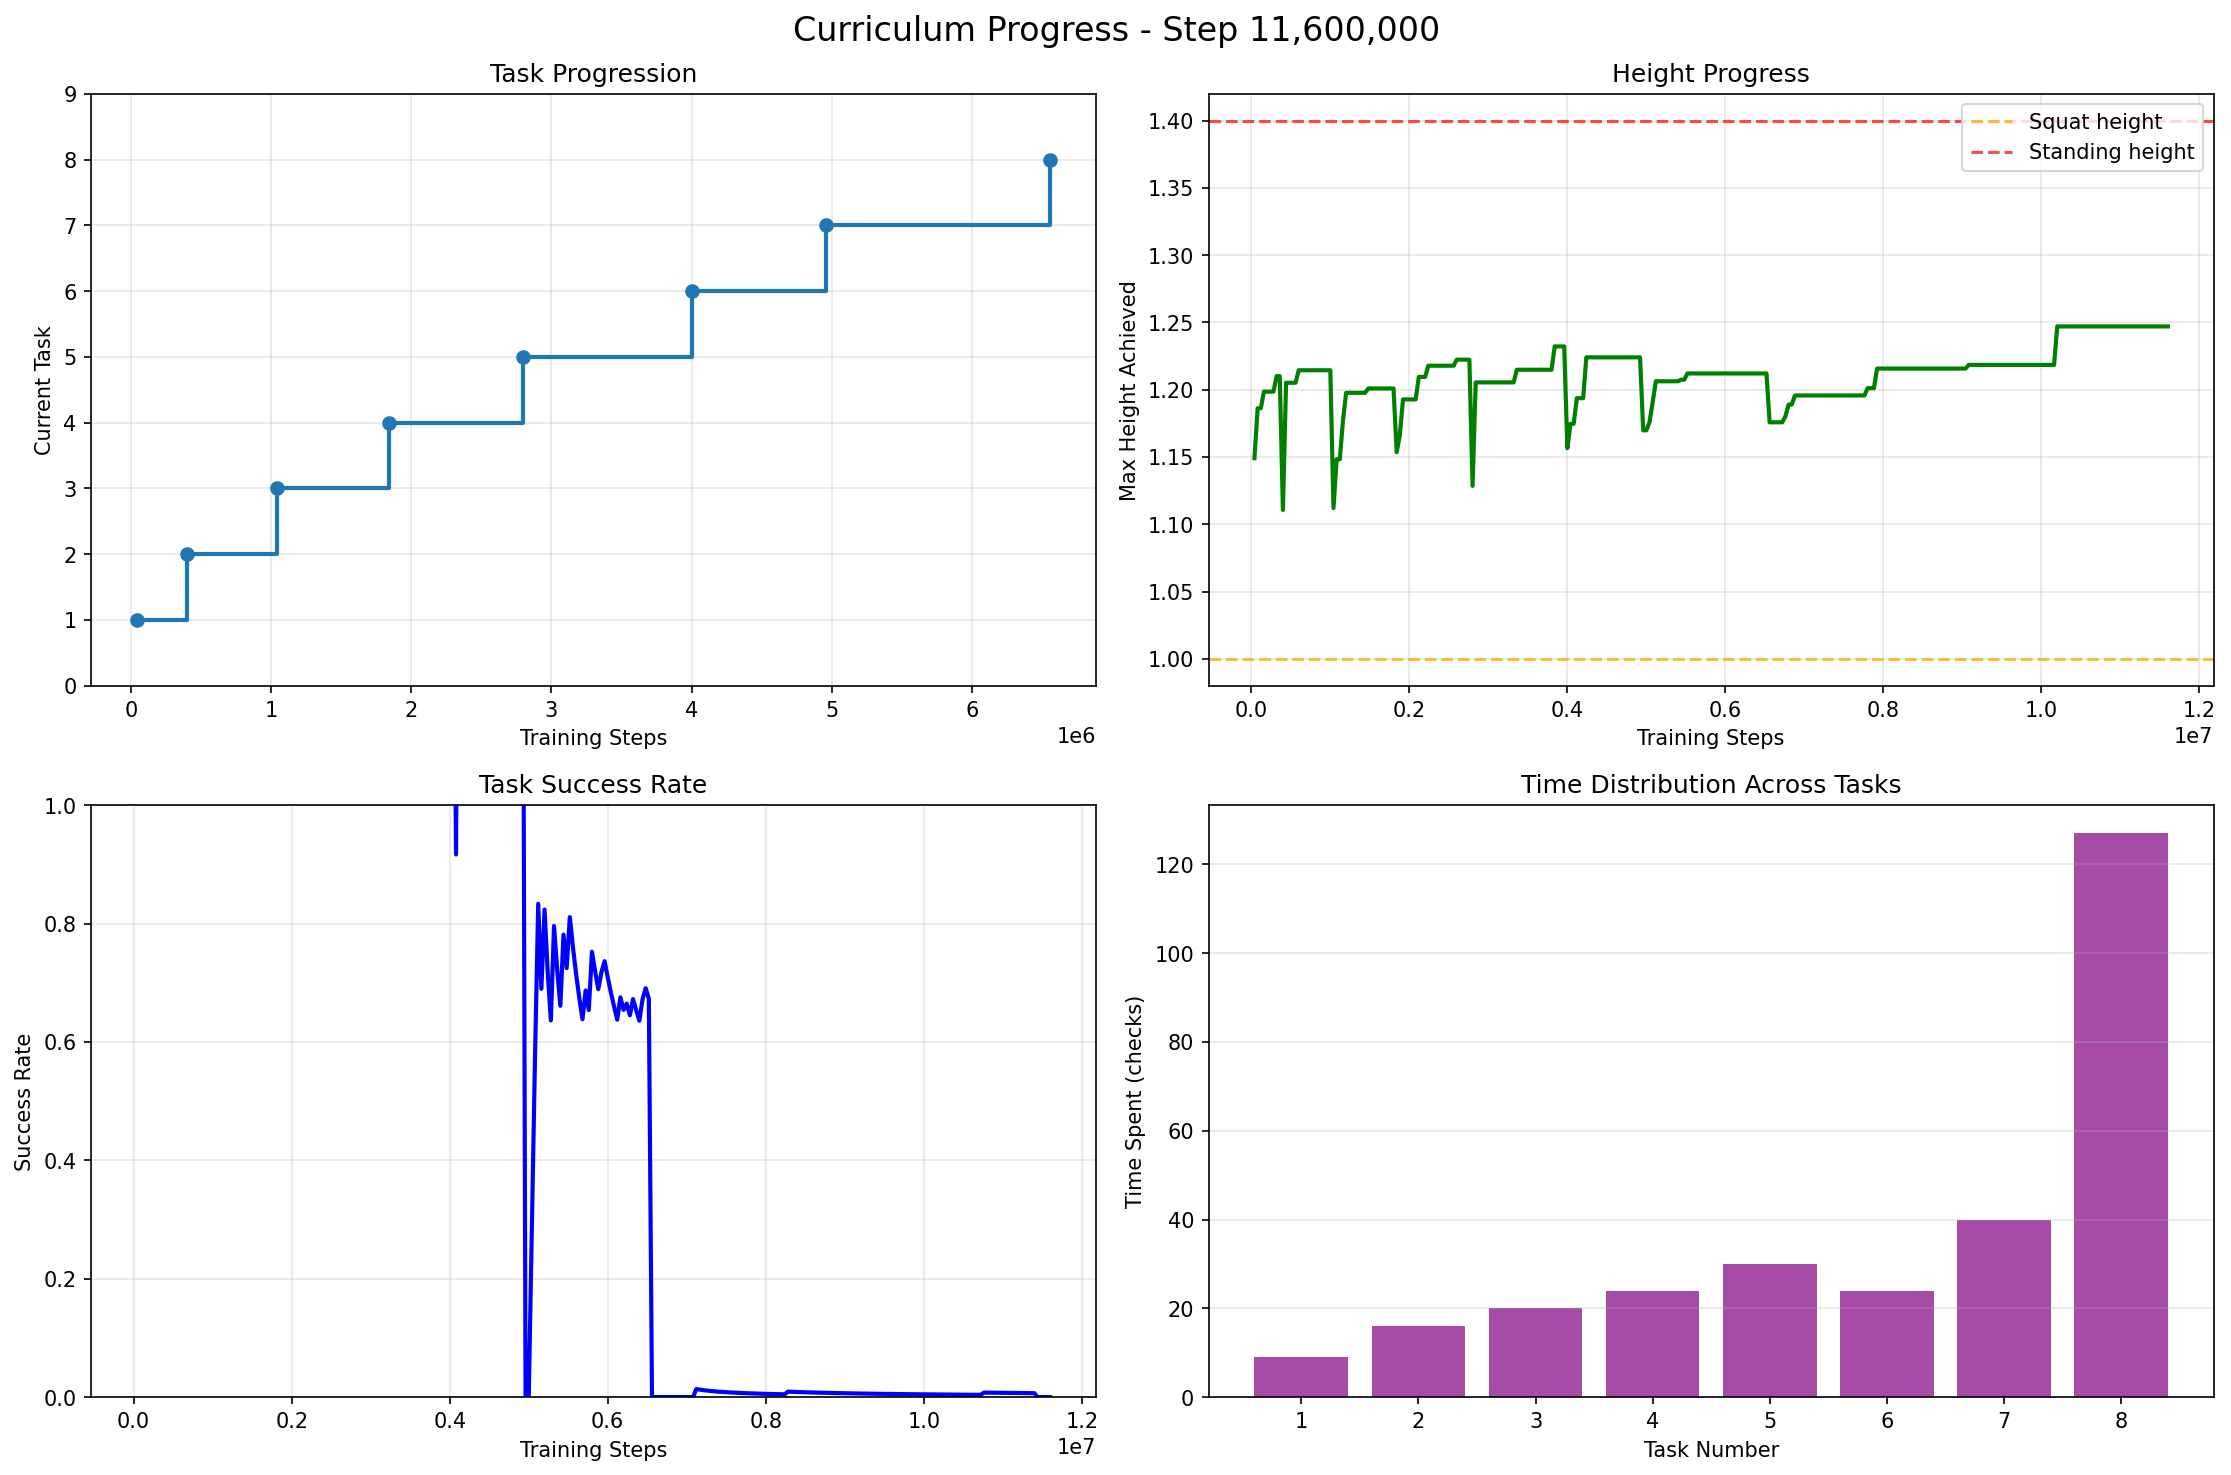 Curriculum Progress - Step 11,600,000
Task Progression
9
8
7
6
5
4
3
2
1
0
Current Task
0 1 2 3 4 5 6
1e6
Training Steps
Height Progress
1.40
1.35
1.30
1.25
1.20
1.15
1.10
1.05
1.00
Max Height Achieved
Squat height
Standing height
0.0 0.2 0.4 0.6 0.8 1.0 1.2
1e7
Training Steps
Task Success Rate
1.0
0.8
0.6
0.4
0.2
0.0
Success Rate
0.0 0.2 0.4 0.6 0.8 1.0 1.2
1e7
Training Steps
Time Distribution Across Tasks
120
100
80
60
40
20
0
Time Spent (checks)
1 2 3 4 5 6 7 8
Task Number